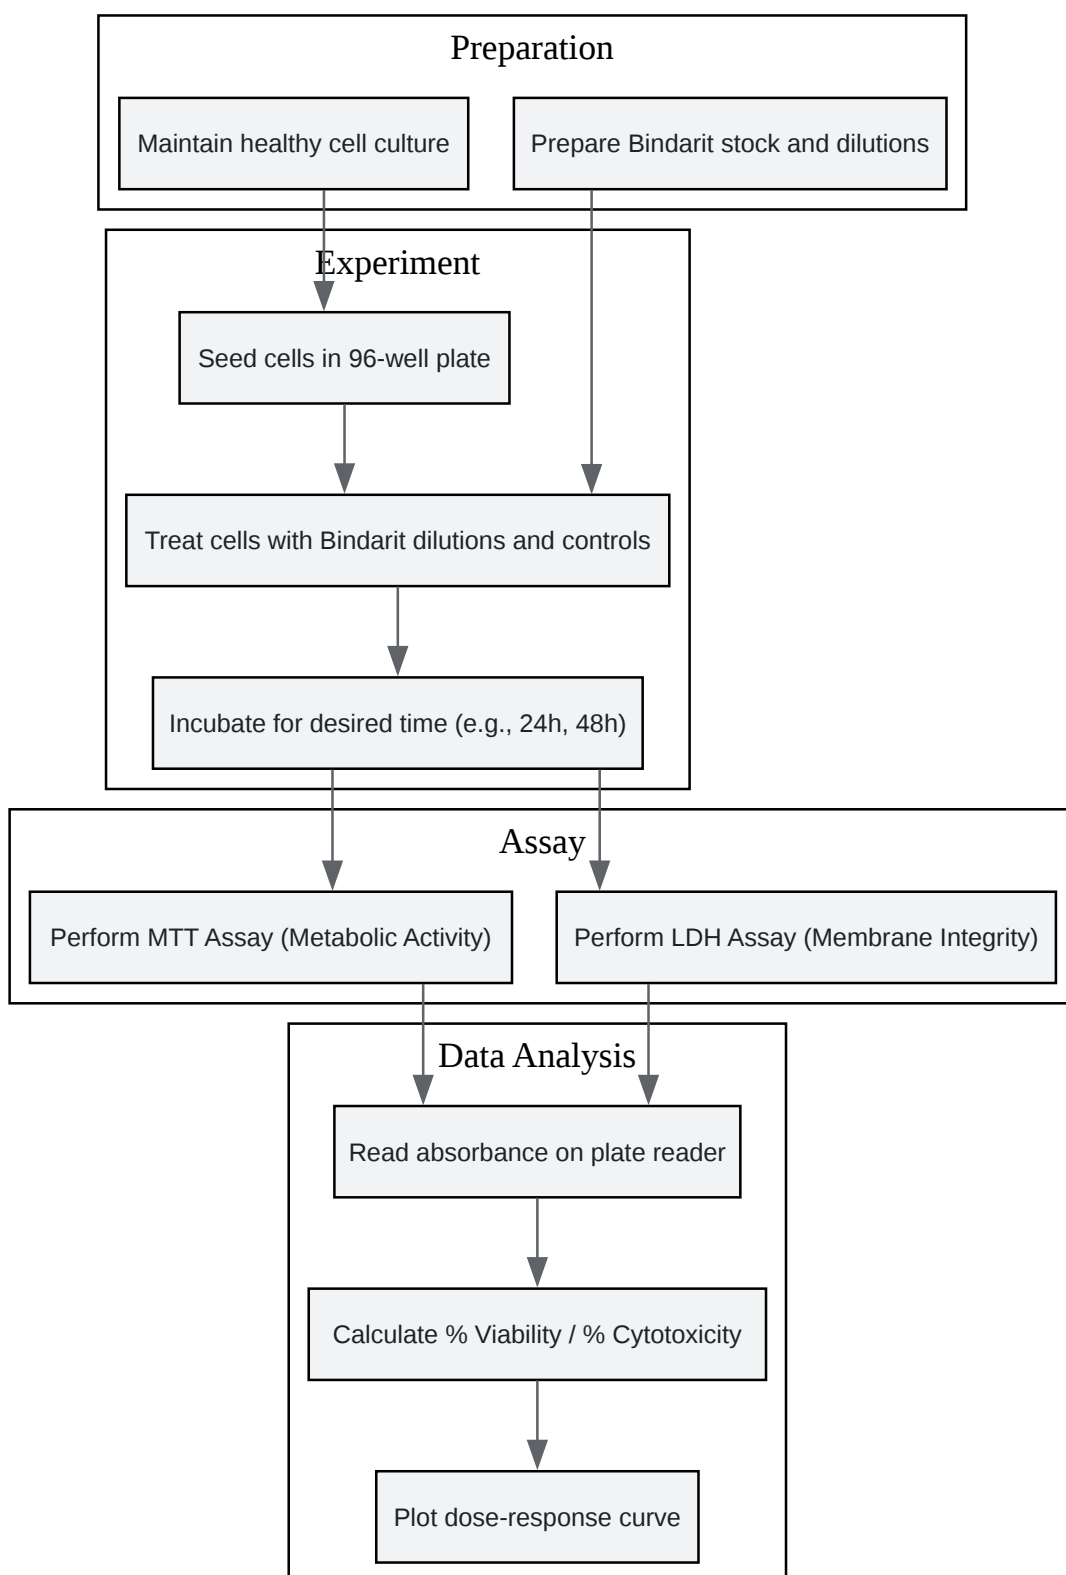 Preparation
Maintain healthy cell culture
Prepare Bindarit stock and dilutions
Experiment
Seed cells in 96-well plate
Treat cells with Bindarit dilutions and controls
Incubate for desired time (e.g., 24h, 48h)
Assay
Perform MTT Assay (Metabolic Activity)
Perform LDH Assay (Membrane Integrity)
Data Analysis
Read absorbance on plate reader
Calculate % Viability / % Cytotoxicity
Plot dose-response curve